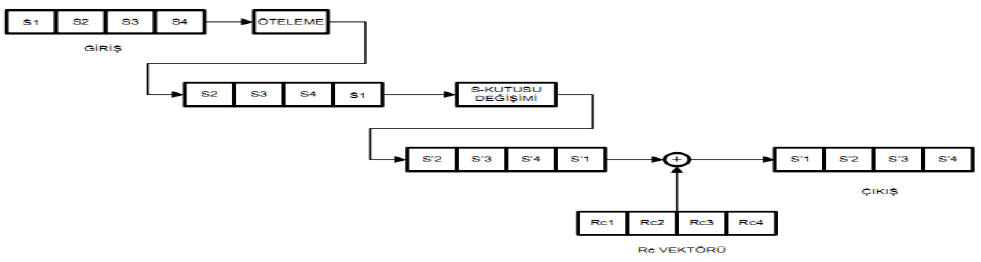 S1 S2 S3 S4 ÖTELEME
GİRİŞ
S2 S3 S4 S1 S-KUTUSU
DEĞİŞİMİ
S'2 S'3 S'4 S'1 + S'1 S'2 S'3 S'4
ÇIKIŞ
Rc1 Rc2 Rc3 Rc4
Rc VEKTÖRÜ